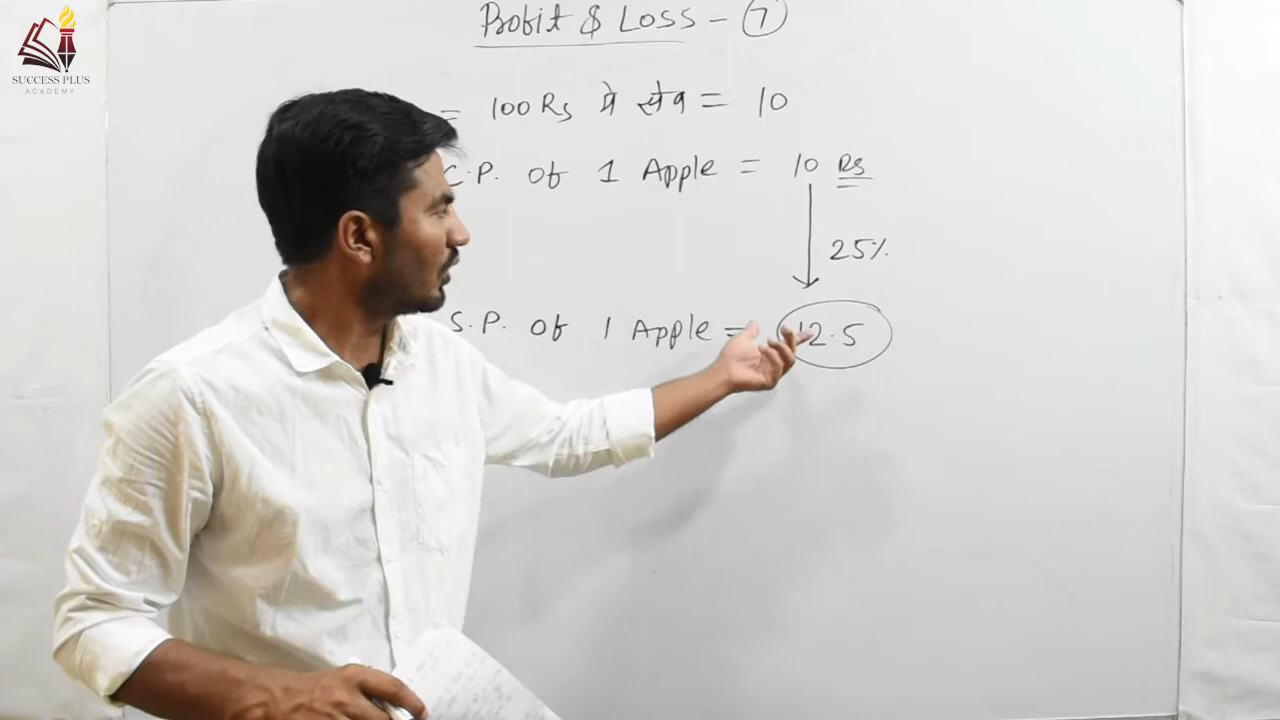 SUCCESS PLUS
ACADEMY
Profit & Loss - 7
= 100 Rs मे सेव = 10
C.P. of 1 Apple = 10 Rs
25%
S.P. of 1 Apple = 12.5